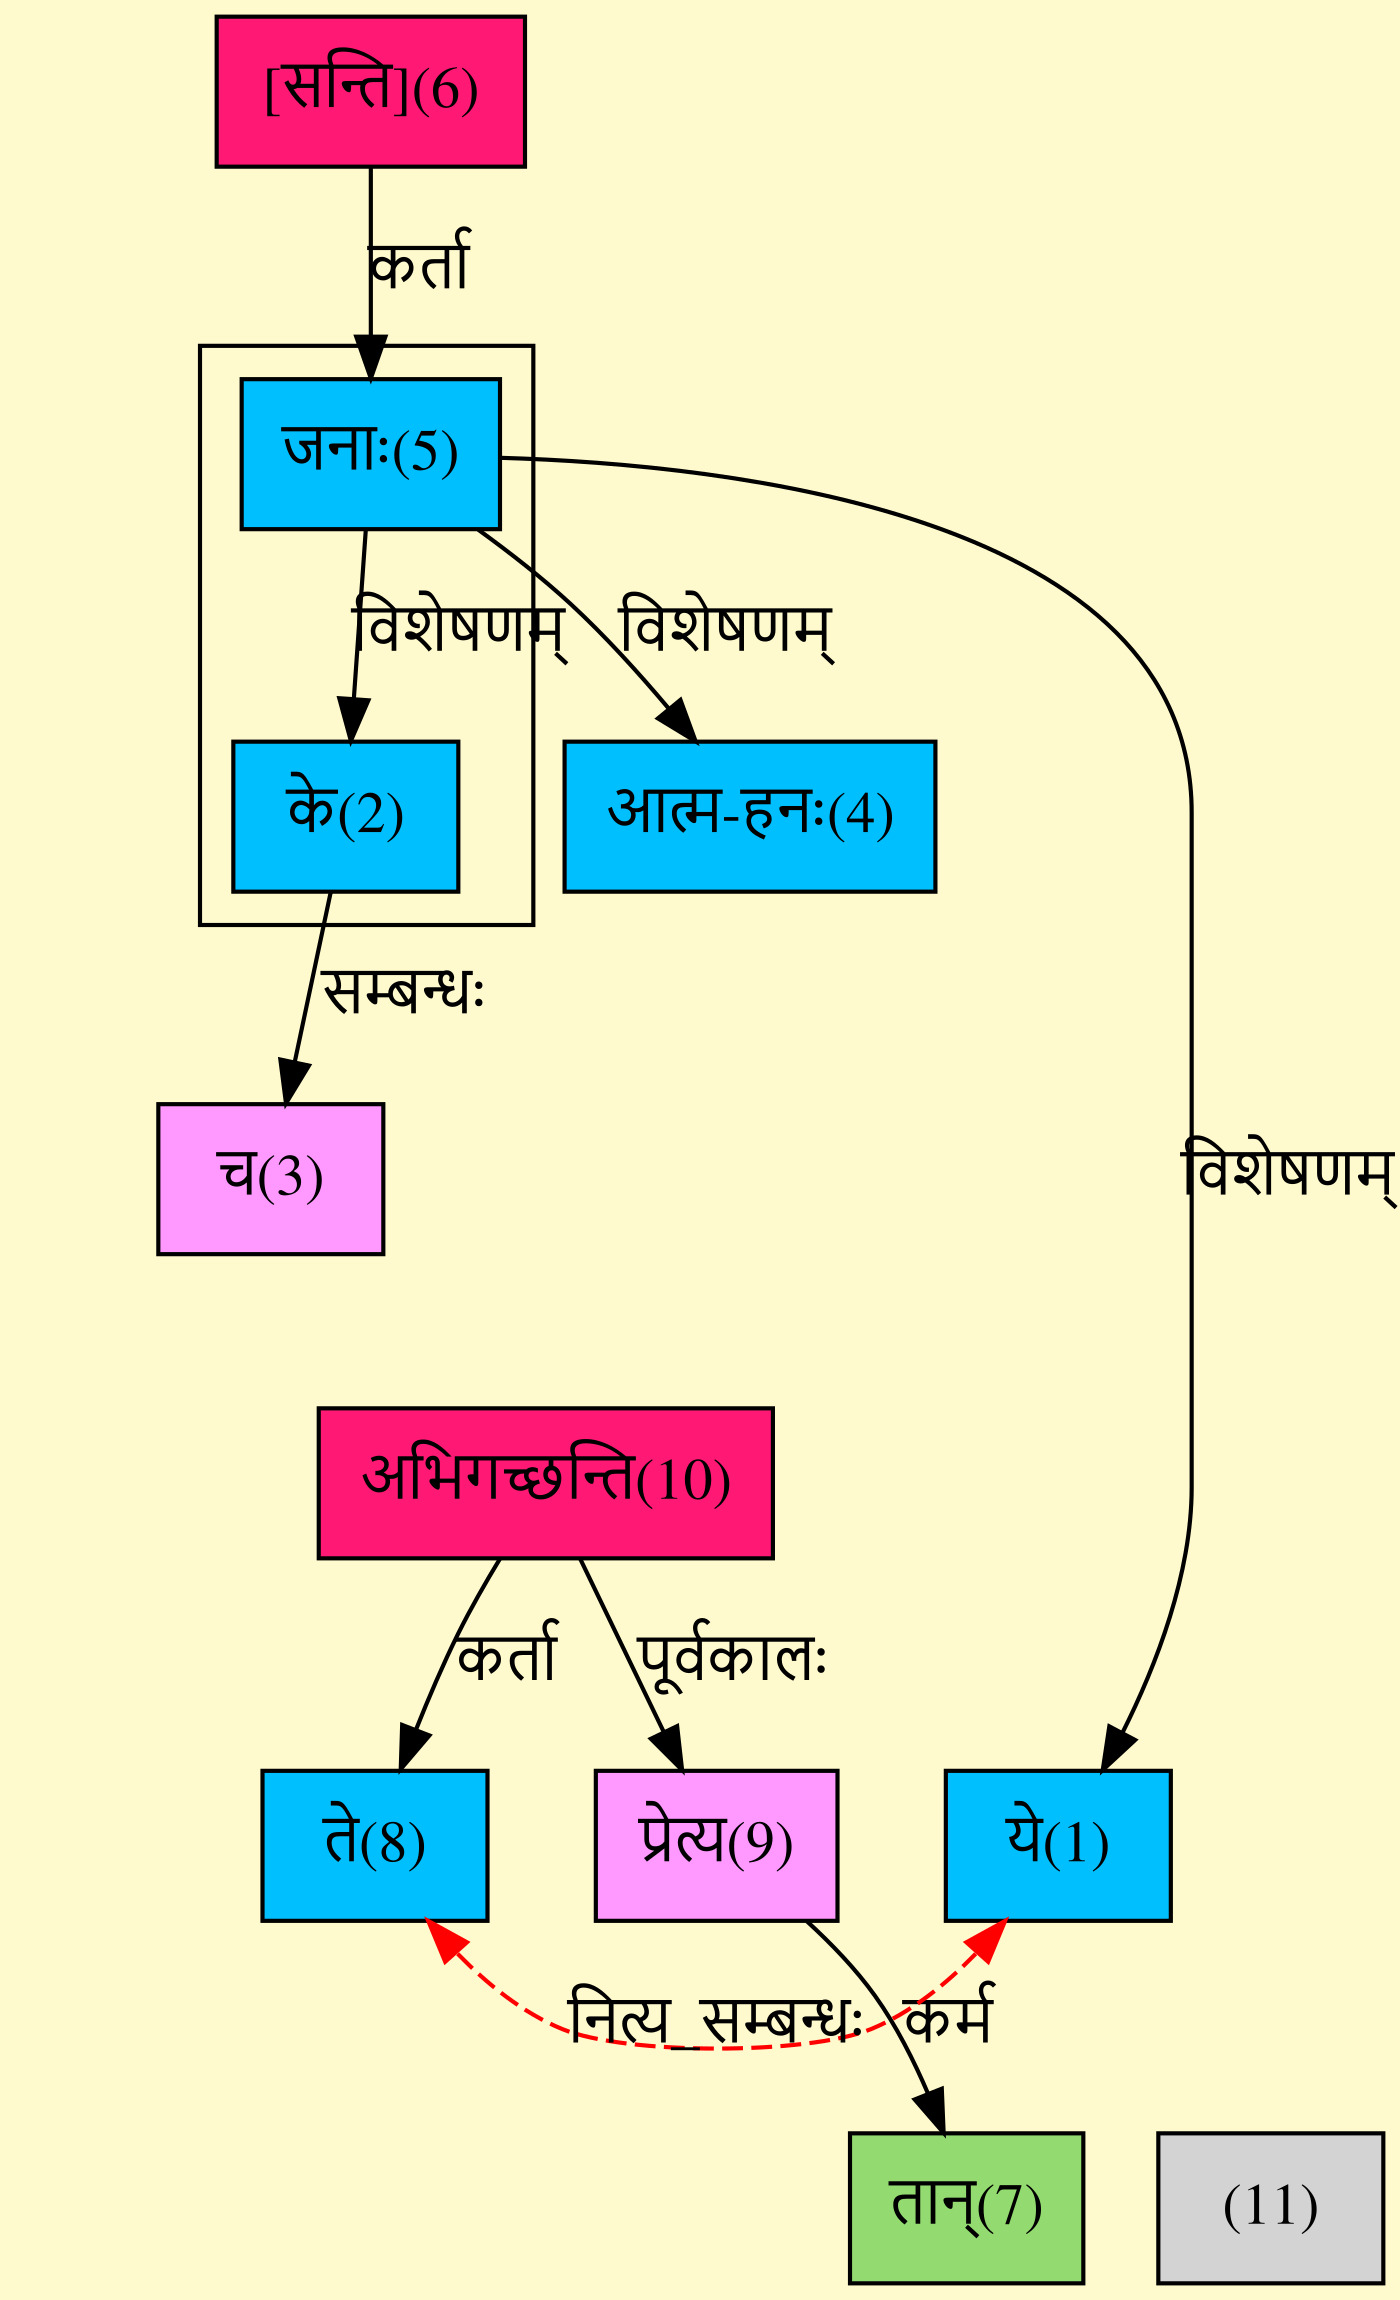 [सन्ति](6)
कर्ता
जनाः(5)
विशेषणम् विशेषणम्
के(2) आत्म-हनः(4)
सम्बन्धः
च(3) विशेषणम्
अभिगच्छन्ति(10)
कर्ता पूर्वकालः
ते(8) प्रेत्य(9) ये(1)
नित्य_सम्बन्धः कर्म
तान्(7) (11)